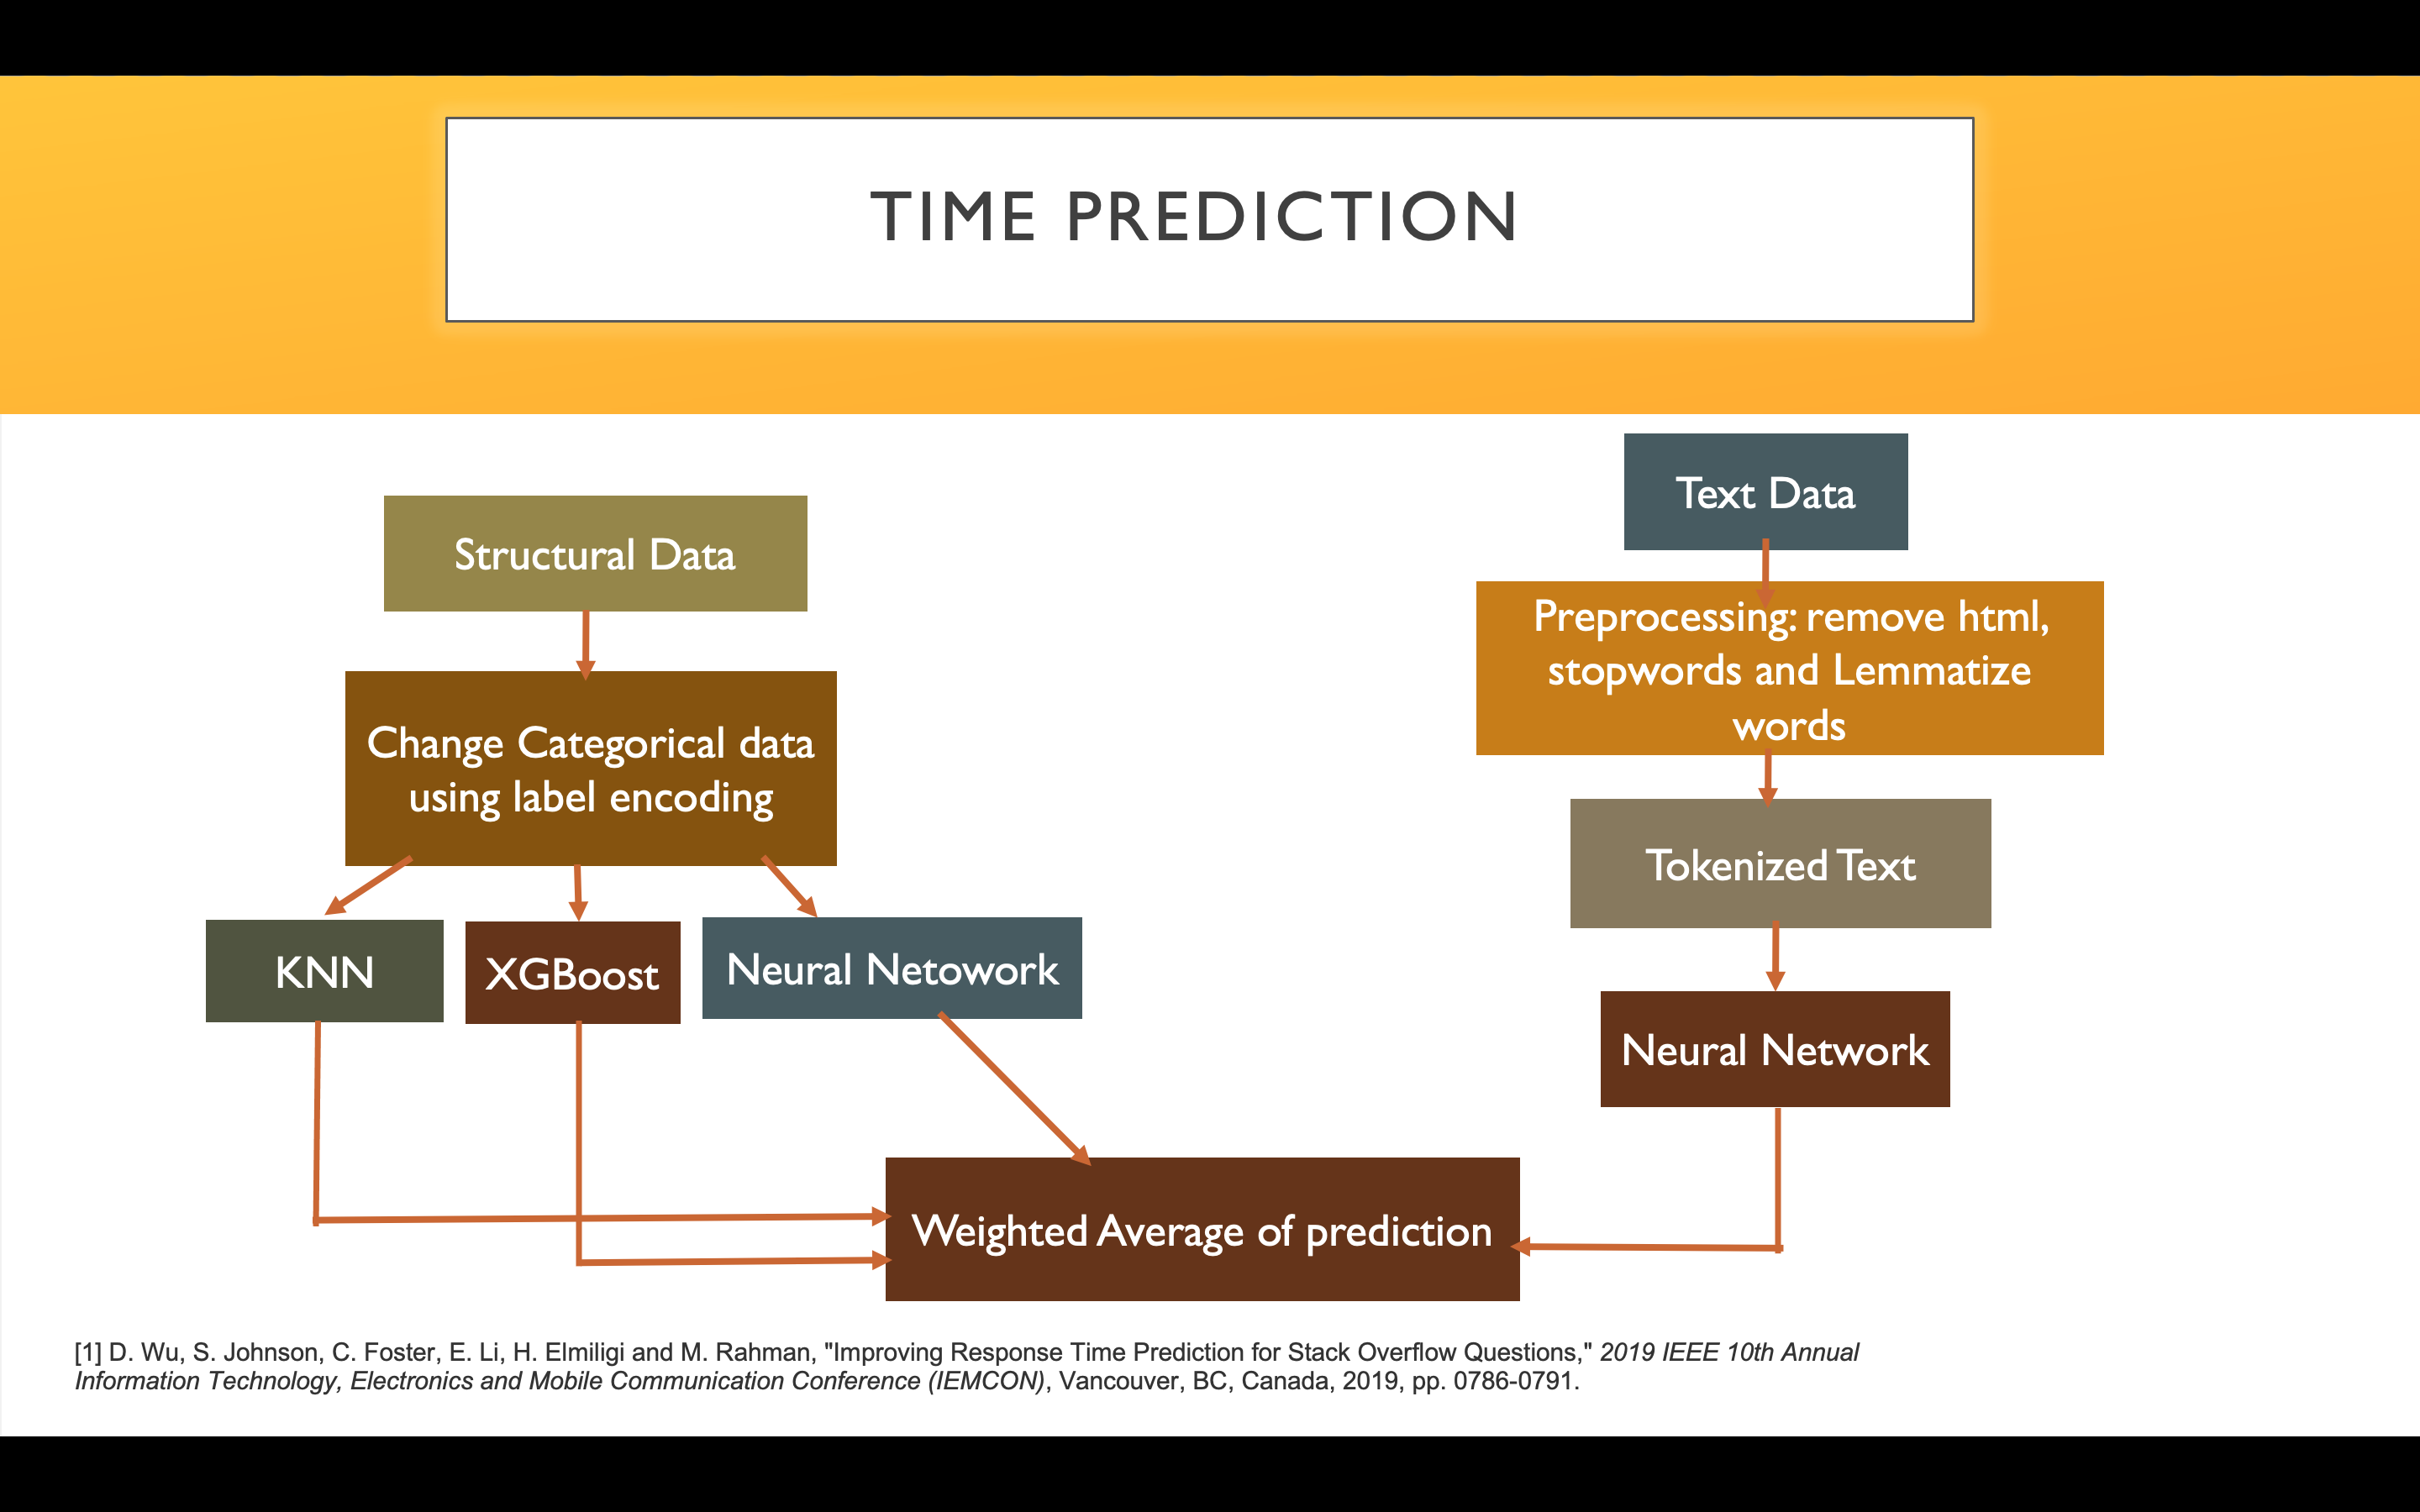 TIME PREDICTION
Structural Data
Change Categorical data
using label encoding
KNN
XGBoost
Neural Netowork
Text Data
Preprocessing: remove html,
stopwords and Lemmatize
words
Tokenized Text
Neural Network
Weighted Average of prediction
[1] D. Wu, S. Johnson, C. Foster, E. Li, H. Elmiligi and M. Rahman, "Improving Response Time Prediction for Stack Overflow Questions," 2019 IEEE 10th Annual
Information Technology, Electronics and Mobile Communication Conference (IEMCON), Vancouver, BC, Canada, 2019, pp. 0786-0791.